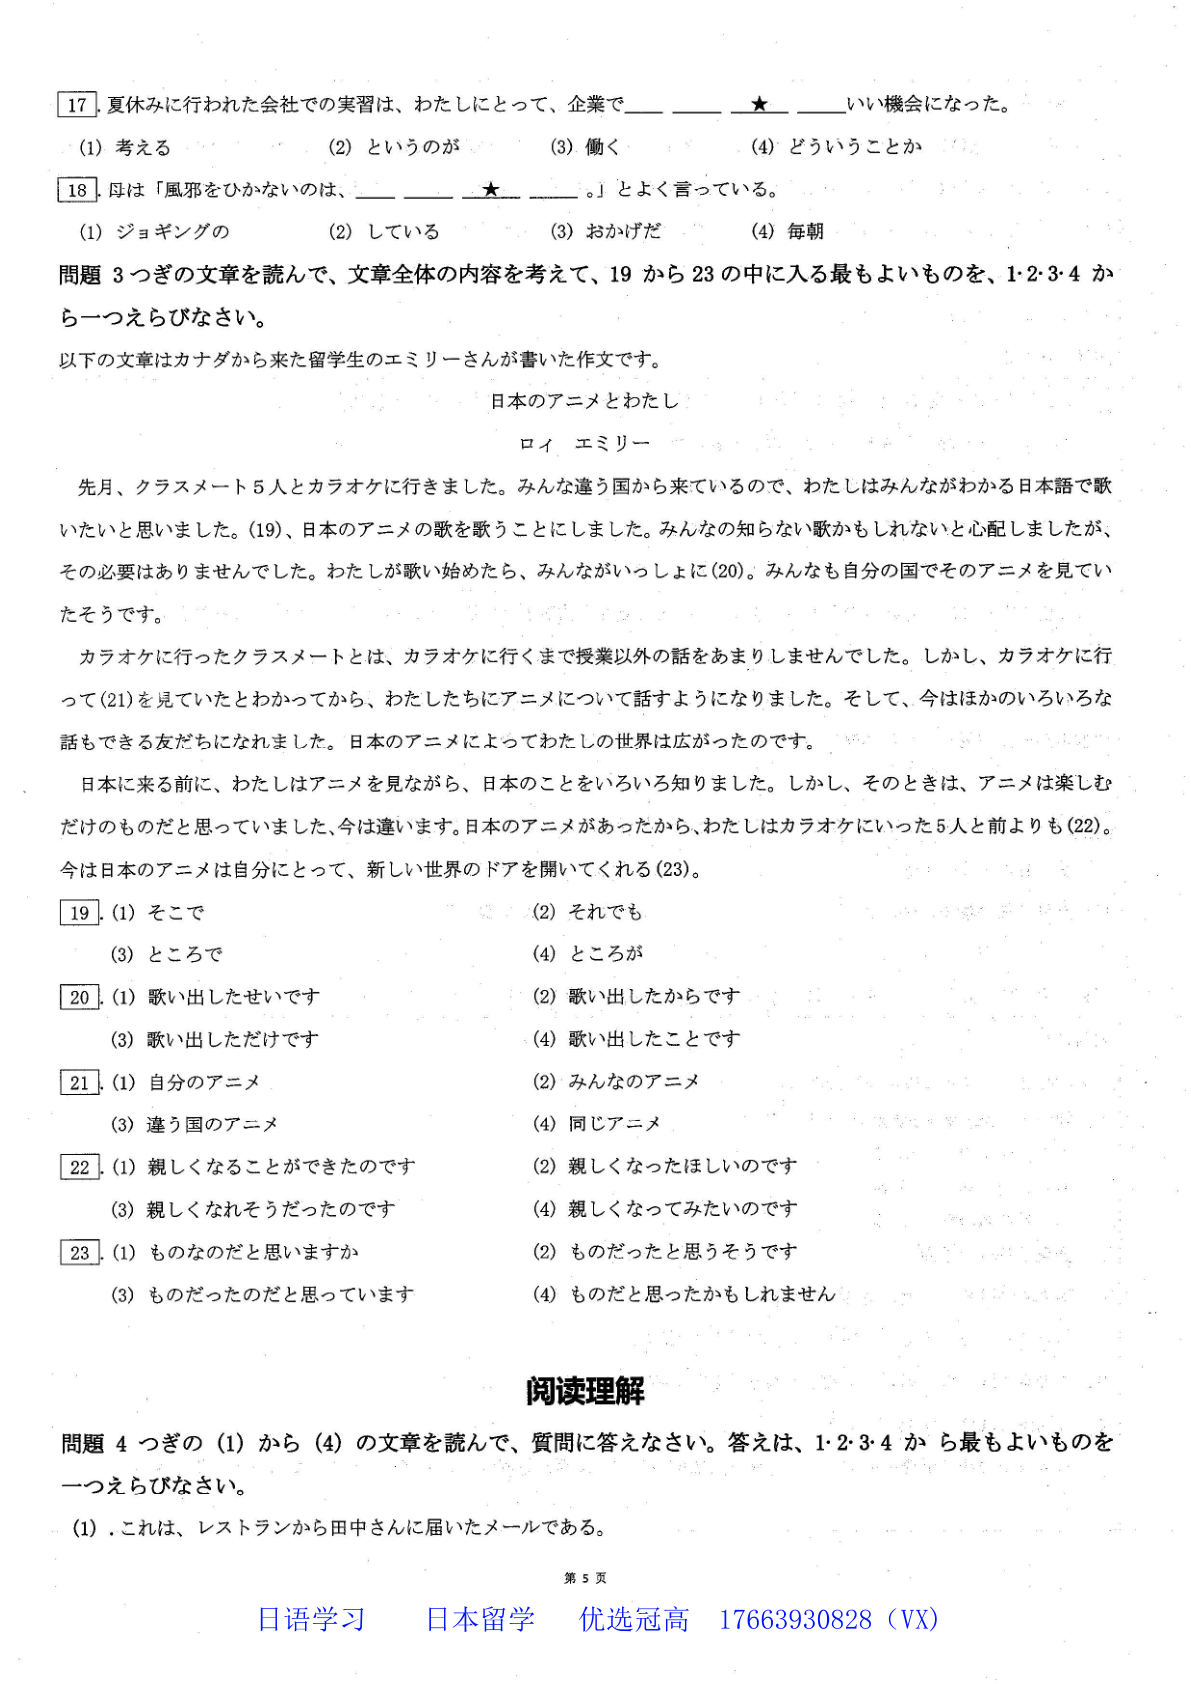 17.夏休みに行われた会社での実習は、わたしにとって、企業で____ ____ __★__ ____いい機会になった。
(1) 考える (2) というのが (3) 働く (4) どういうことか
18.母は「風邪をひかないのは、____ ____ __★__ ____。」とよく言っている。
(1) ジョギングの (2) している (3) おかげだ (4) 毎朝
問題 3 つぎの文章を読んで、文章全体の内容を考えて、19 から 23 の中に入る最もよいものを、1·2·3·4 か
ら一つえらびなさい。
以下の文章はカナダから来た留学生のエミリーさんが書いた作文です。
日本のアニメとわたし
ロィ エミリー
先月、クラスメート5人とカラオケに行きました。みんな違う国から来ているので、わたしはみんながわかる日本語で歌
いたいと思いました。(19)、日本のアニメの歌を歌うことにしました。みんなの知らない歌かもしれないと心配しましたが、
その必要はありませんでした。わたしが歌い始めたら、みんながいっしょに(20)。みんなも自分の国でそのアニメを見てい
たそうです。
カラオケに行ったクラスメートとは、カラオケに行くまで授業以外の話をあまりしませんでした。しかし、カラオケに行
って(21)を見ていたとわかってから、わたしたちにアニメについて話すようになりました。そして、今はほかのいろいろな
話もできる友だちになれました。日本のアニメによってわたしの世界は広がったのです。
日本に来る前に、わたしはアニメを見ながら、日本のことをいろいろ知りました。しかし、そのときは、アニメは楽しむ
だけのものだと思っていました、今は違います。日本のアニメがあったから、わたしはカラオケにいった5人と前よりも(22)。
今は日本のアニメは自分にとって、新しい世界のドアを開いてくれる(23)。
19.(1) そこで (2) それでも
(3) ところで (4) ところが
20.(1) 歌い出したせいです (2) 歌い出したからです
(3) 歌い出しただけです (4) 歌い出したことです
21.(1) 自分のアニメ (2) みんなのアニメ
(3) 違う国のアニメ (4) 同じアニメ
22.(1) 親しくなることができたのです (2) 親しくなったほしいのです
(3) 親しくなれそうだったのです (4) 親しくなってみたいのです
23.(1) ものなのだと思いますか (2) ものだったと思うそうです
(3) ものだったのだと思っています (4) ものだと思ったかもしれません
阅读理解
問題 4 つぎの（1）から（4）の文章を読んで、質問に答えなさい。答えは、1·2·3·4 か ら最もよいものを
一つえらびなさい。
(1) .これは、レストランから田中さんに届いたメールである。
第 5 页
日语学习 日本留学 优选冠高 17663930828（VX)